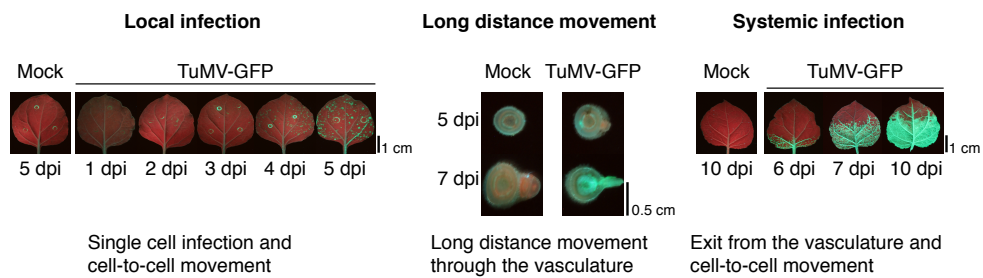 Local infection
Mock
TuMV-GFP
5 dpi
1 dpi
2 dpi
3 dpi
4 dpi
5 dpi
1 cm
Single cell infection and
cell-to-cell movement
Long distance movement
Mock
TuMV-GFP
5 dpi
7 dpi
0.5 cm
Long distance movement
through the vasculature
Systemic infection
Mock
TuMV-GFP
10 dpi
6 dpi
7 dpi
10 dpi
1 cm
Exit from the vasculature and
cell-to-cell movement